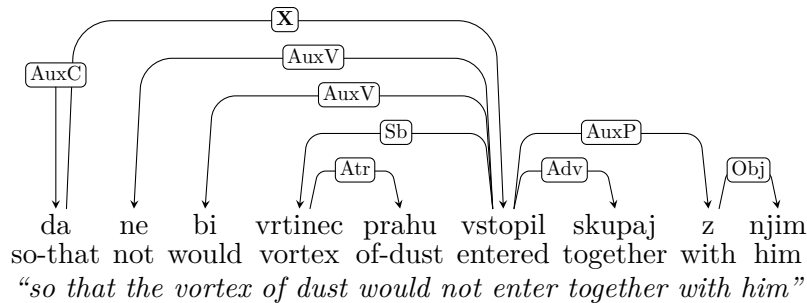 X
AuxV
AuxC
AuxV
Sb AuxP
Atr Adv Obj
da ne bi vrtinec prahu vstopil skupaj z njim
so-that not would vortex of-dust entered together with him
“so that the vortex of dust would not enter together with him”